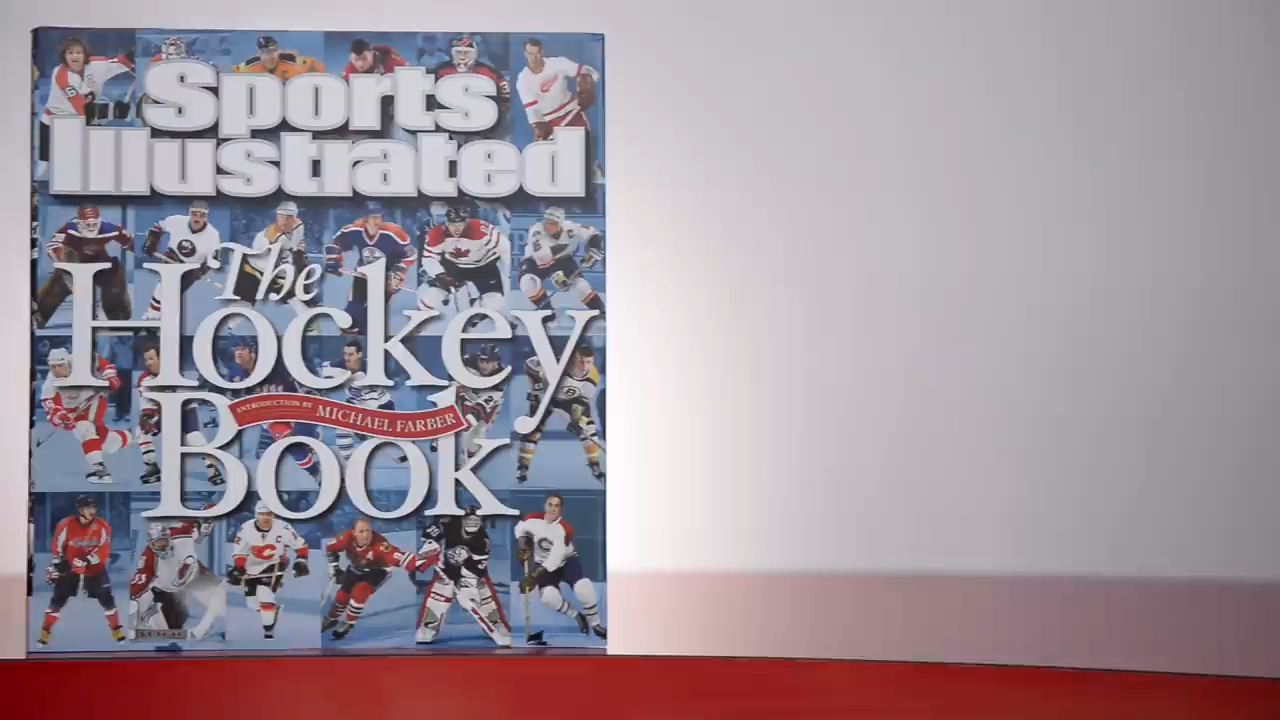 Sports
Illustrated
The
Hockey
Book
INTRODUCTION BY MICHAEL FARBER